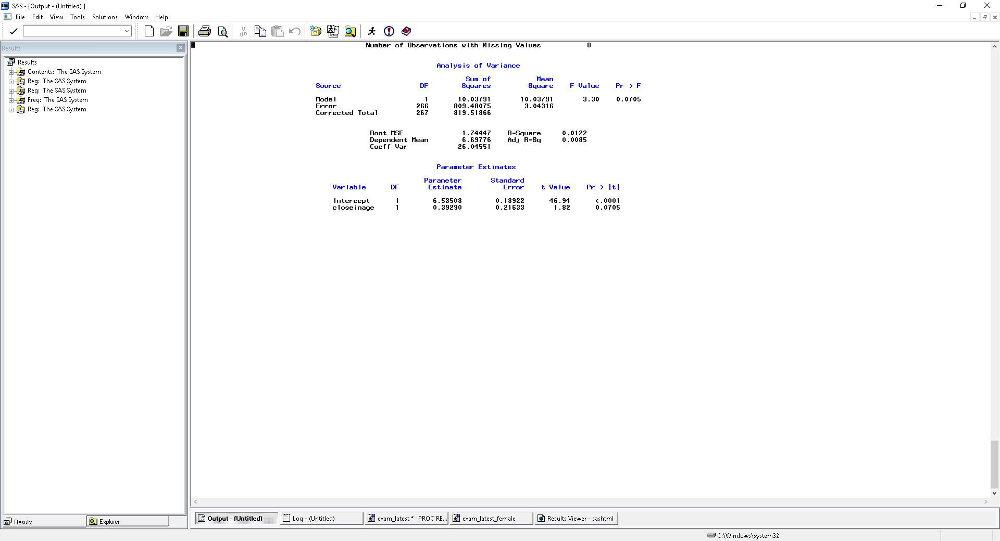 SAS - [Output - (Untitled) ]
File Edit View Tools Solutions Window Help
Results
Results
Contents: The SAS System
Reg: The SAS System
Reg: The SAS System
Freq: The SAS System
Reg: The SAS System
Number of Observations with Missing Values 8
Analysis of Variance
Sum of Mean
Source DF Squares Square F Value Pr > F
Model 1 10.03791 10.03791 3.30 0.0705
Error 266 809.48075 3.04316
Corrected Total 267 819.51866
Root MSE 1.74447 R-Square 0.0122
Dependent Mean 6.69776 Adj R-Sq 0.0085
Coeff Var 26.04551
Parameter Estimates
Parameter Standard
Variable DF Estimate Error t Value Pr > |t|
Intercept 1 6.53503 0.13922 46.94 <.0001
closeinage 1 0.39290 0.21633 1.82 0.0705
Results Explorer
Output - (Untitled) Log - (Untitled) exam_latest * PROC RE... exam_latest_female Results Viewer - sashtml
C:\Windows\system32